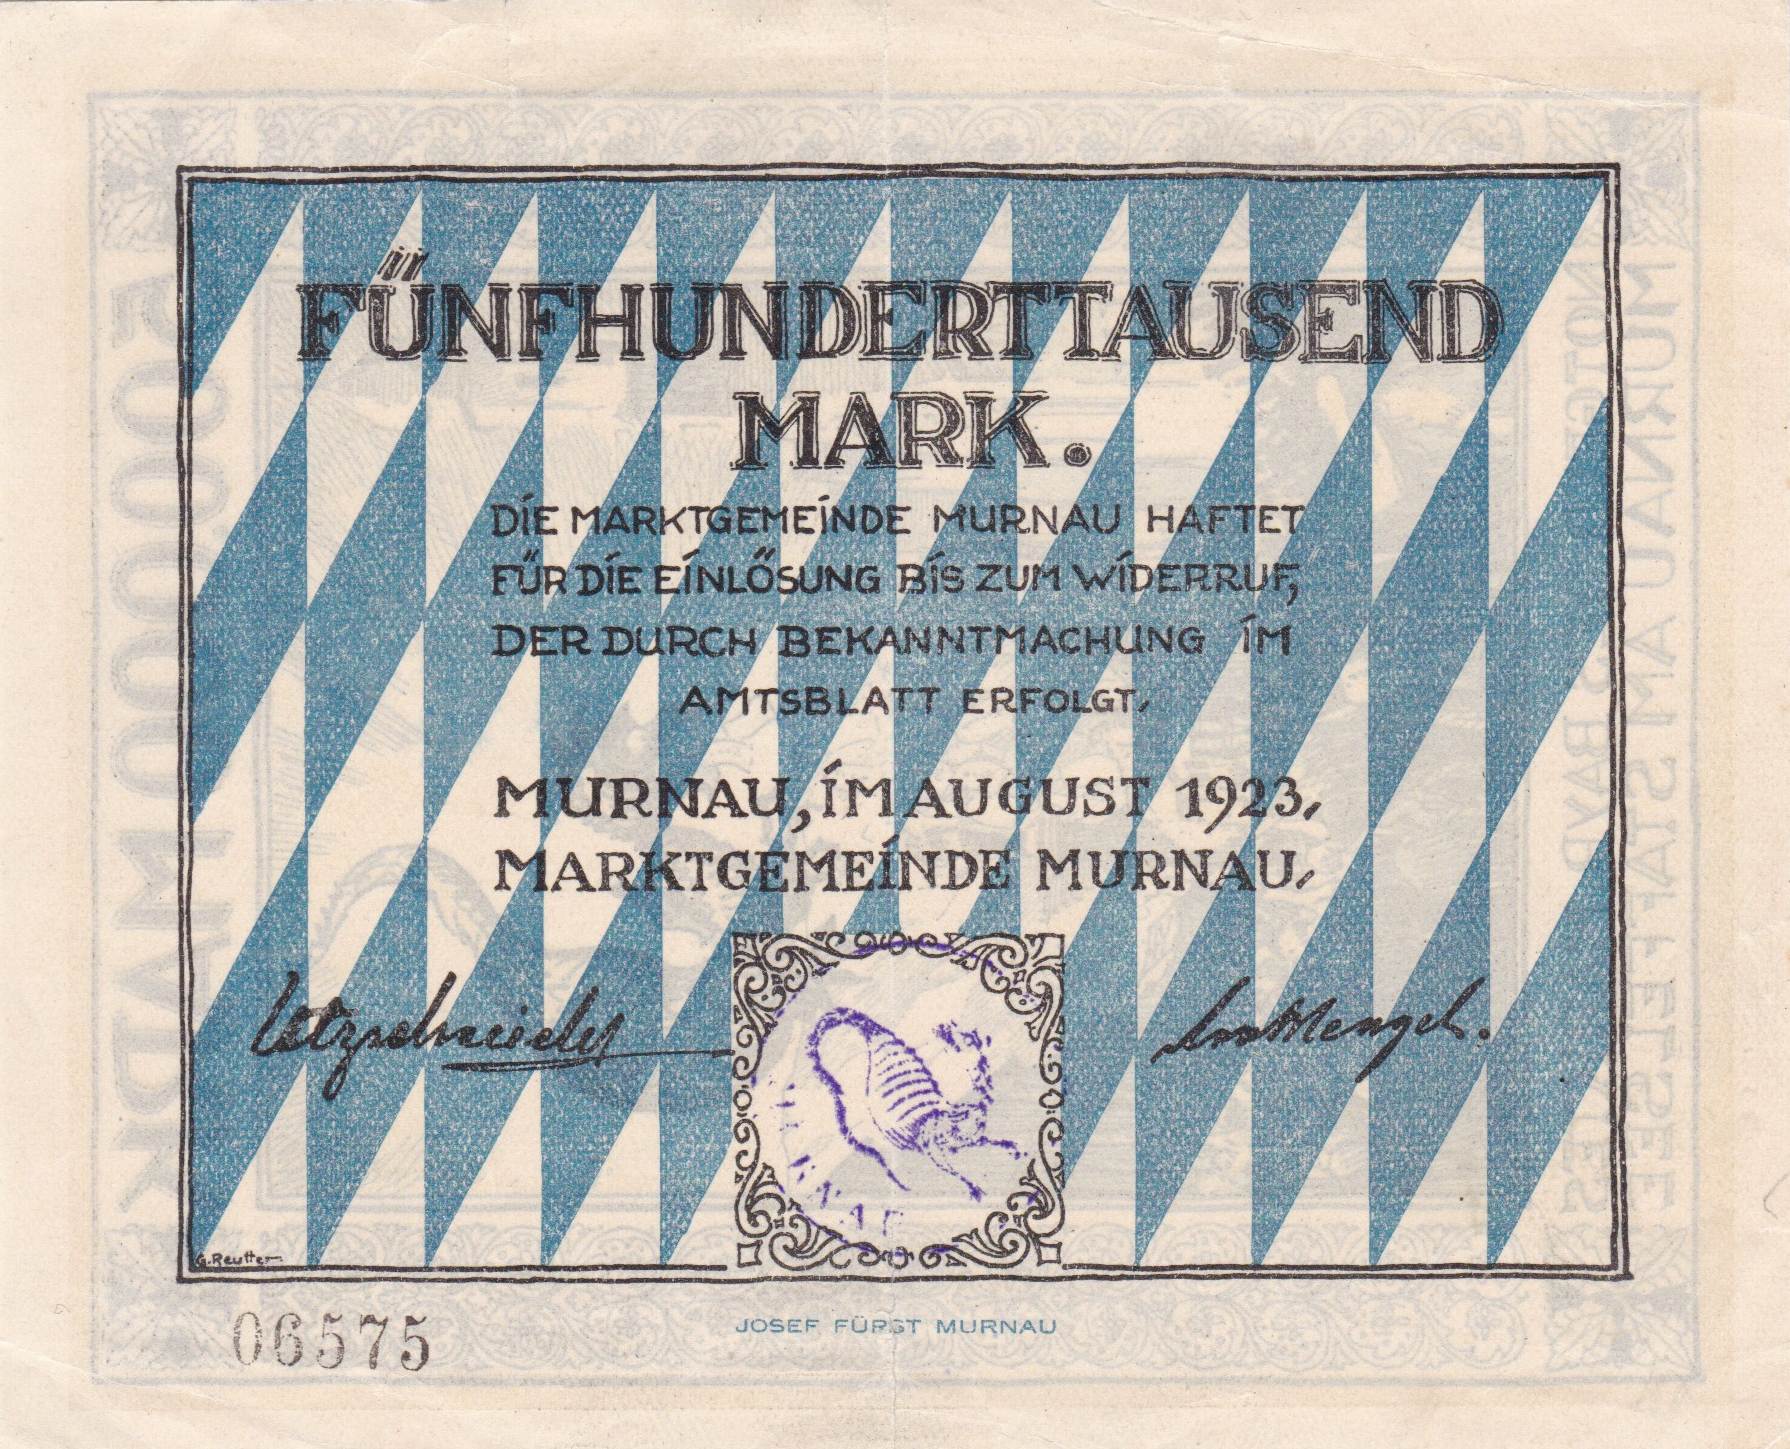 FÜNFHUNDERTTAUSEND
MARK.
DIE MARKTGEMEINDE MURNAU HAFTET
FÜR DIE EINLÖSUNG BIS ZUM WIDERRUF,
DER DURCH BEKANNTMACHUNG IM
AMTSBLATT ERFOLGT.
MURNAU, IM AUGUST 1923.
MARKTGEMEINDE MURNAU.
G. Reutter
06575
JOSEF FÜRST MURNAU